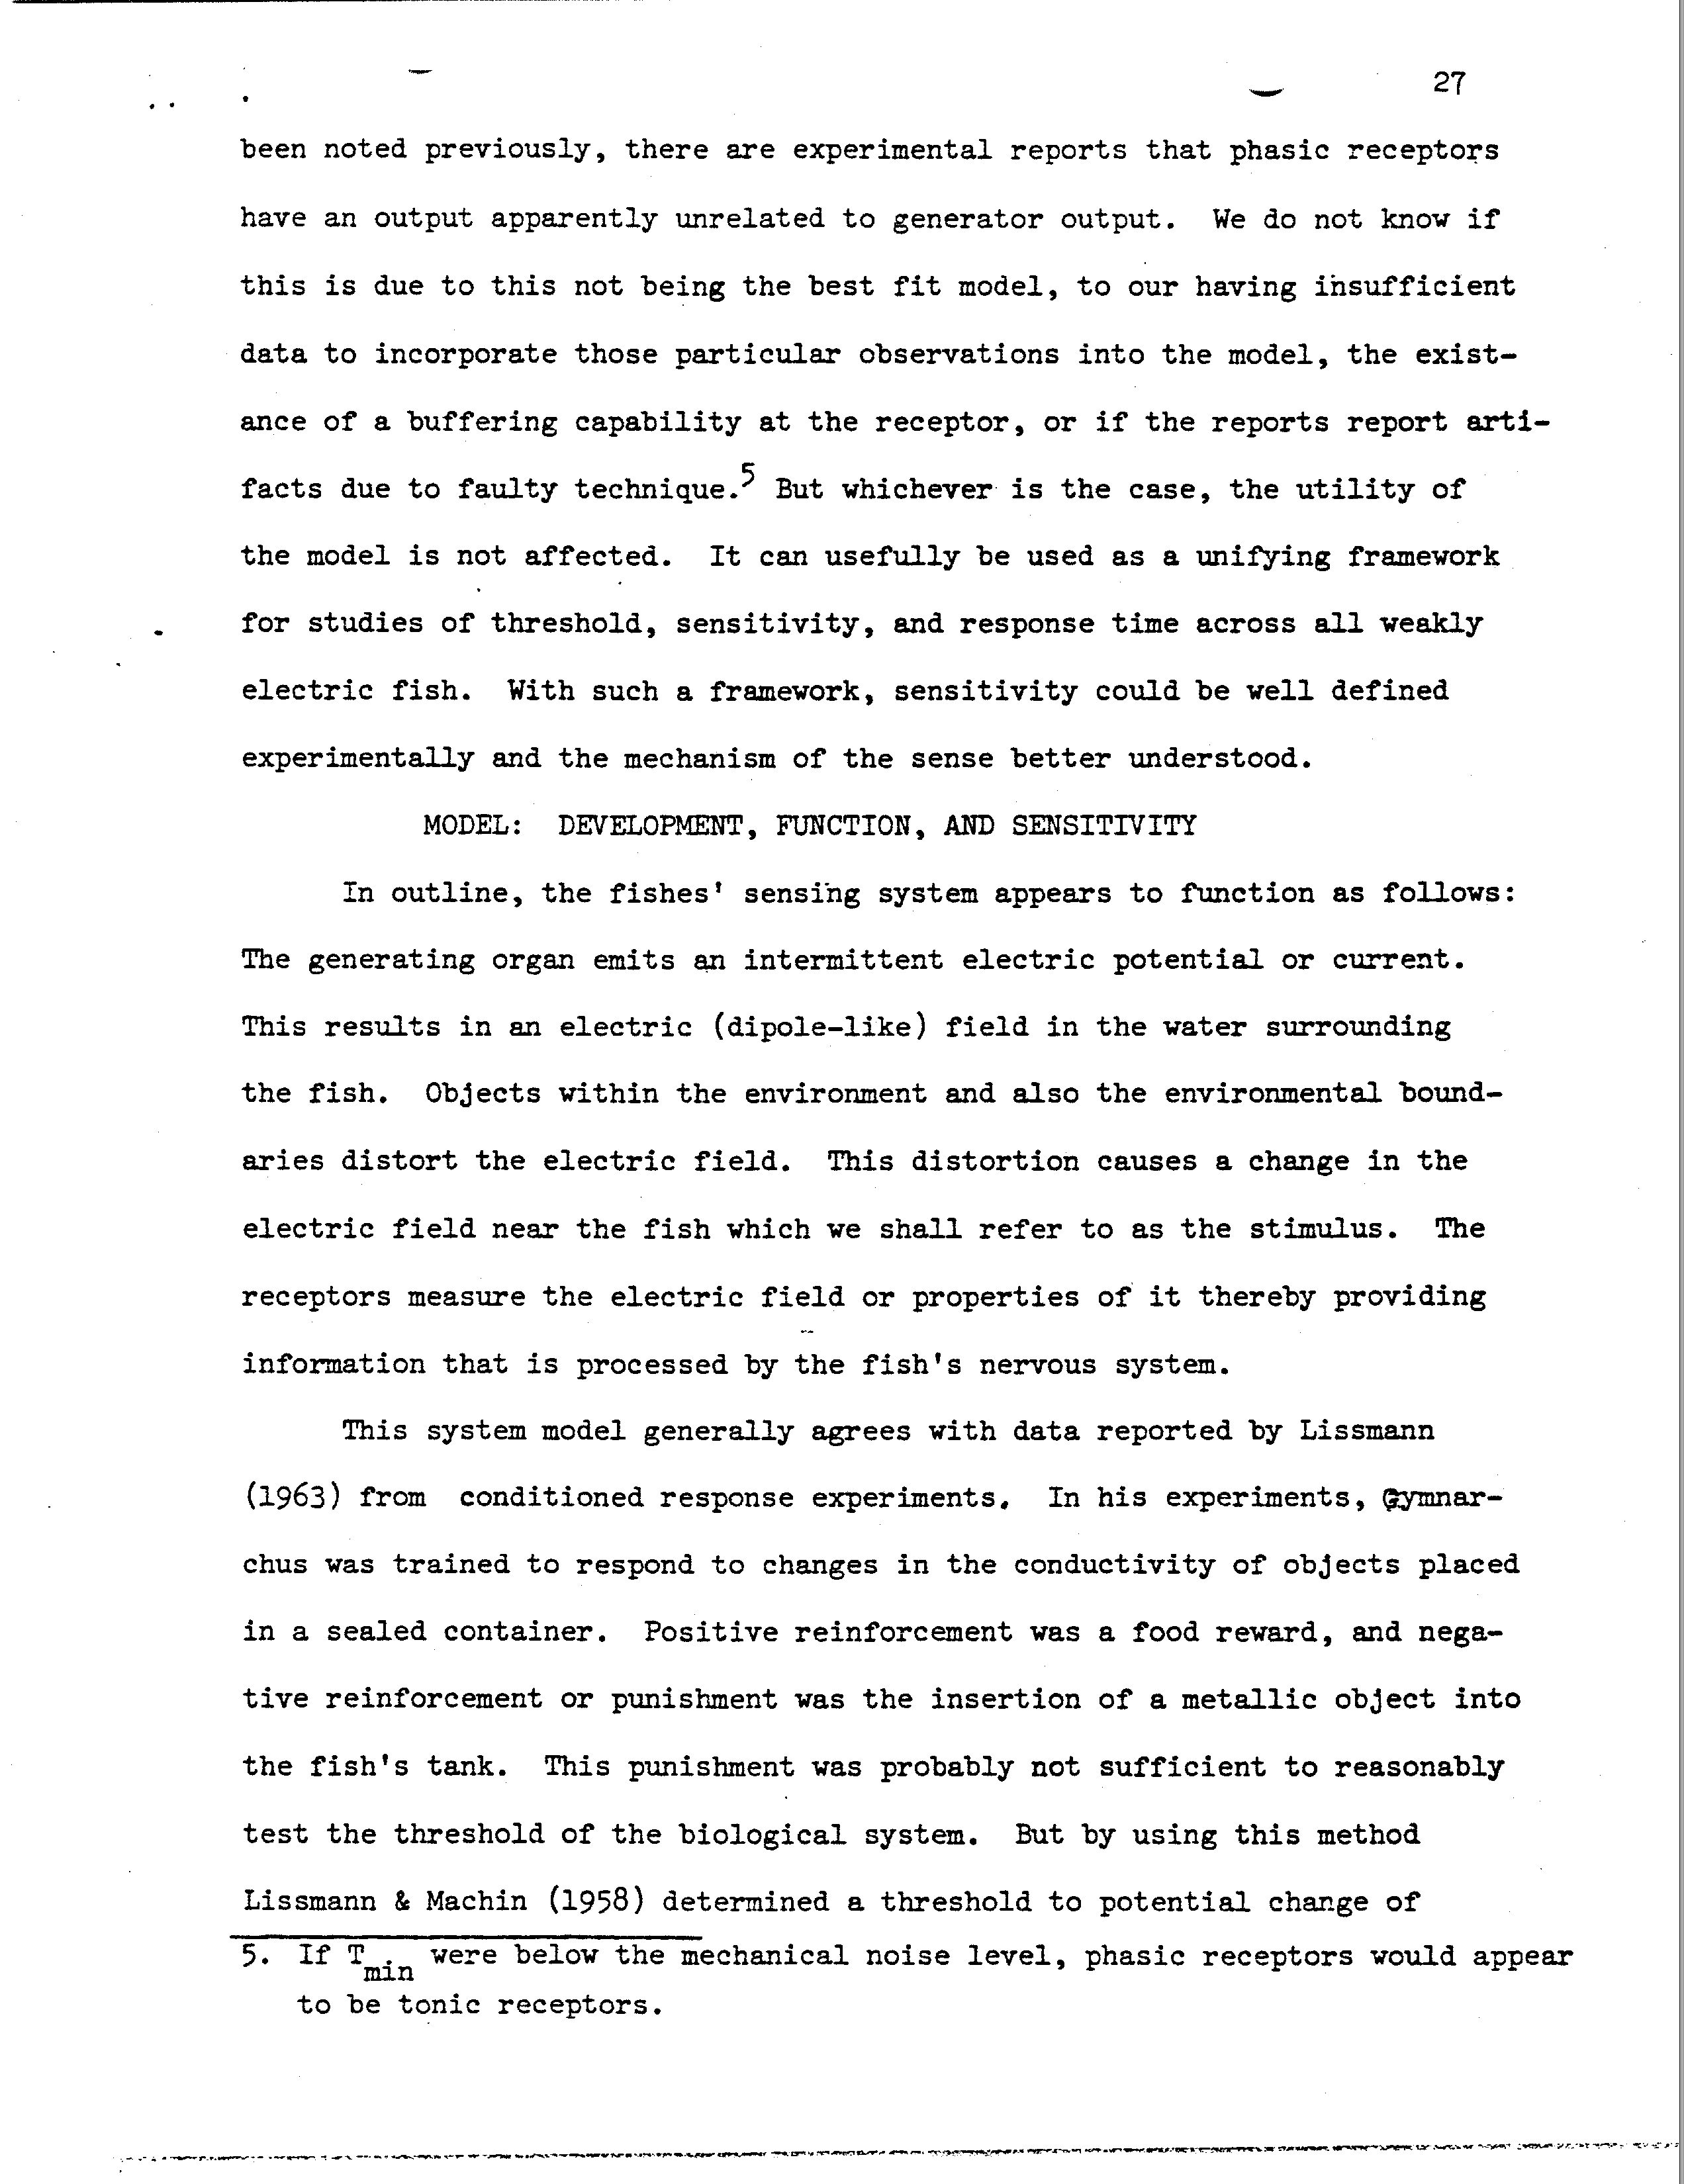 27
been noted previously, there are experimental reports that phasic receptors
have an output apparently unrelated to generator output. We do not know if
this is due to this not being the best fit model, to our having insufficient
data to incorporate those particular observations into the model, the exist-
ance of a buffering capability at the receptor, or if the reports report arti-
facts due to faulty technique.5 But whichever is the case, the utility of
the model is not affected. It can usefully be used as a unifying framework
for studies of threshold, sensitivity, and response time across all weakly
electric fish. With such a framework, sensitivity could be well defined
experimentally and the mechanism of the sense better understood.
MODEL: DEVELOPMENT, FUNCTION, AND SENSITIVITY
In outline, the fishes' sensing system appears to function as follows:
The generating organ emits an intermittent electric potential or current.
This results in an electric (dipole-like) field in the water surrounding
the fish. Objects within the environment and also the environmental bound-
aries distort the electric field. This distortion causes a change in the
electric field near the fish which we shall refer to as the stimulus. The
receptors measure the electric field or properties of it thereby providing
information that is processed by the fish's nervous system.
This system model generally agrees with data reported by Lissmann
(1963) from conditioned response experiments. In his experiments, Gymnar-
chus was trained to respond to changes in the conductivity of objects placed
in a sealed container. Positive reinforcement was a food reward, and nega-
tive reinforcement or punishment was the insertion of a metallic object into
the fish's tank. This punishment was probably not sufficient to reasonably
test the threshold of the biological system. But by using this method
Lissmann & Machin (1958) determined a threshold to potential change of
5. If Tmin were below the mechanical noise level, phasic receptors would appear
to be tonic receptors.